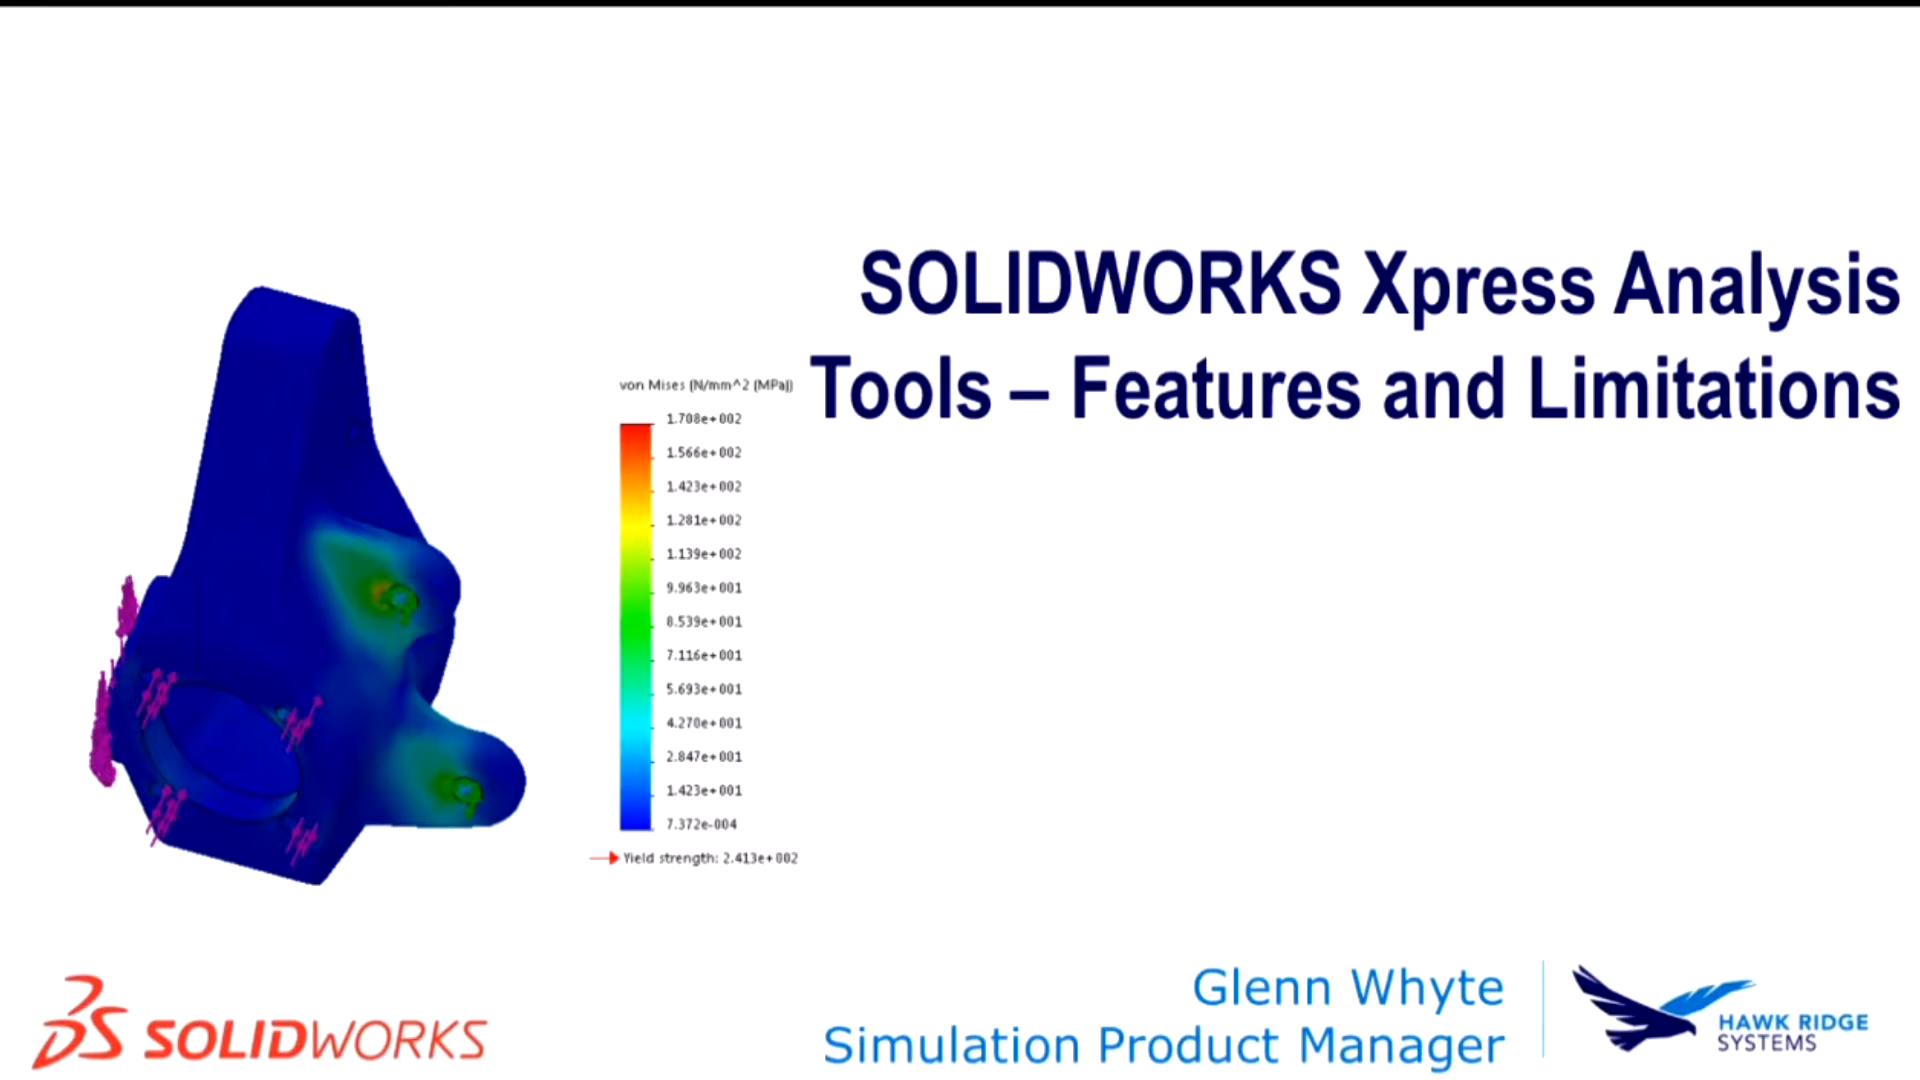 SOLIDWORKS Xpress Analysis
Tools – Features and Limitations
von Mises (N/mm^2 (MPa))
1.708e+002
1.566e+002
1.423e+002
1.281e+002
1.139e+002
9.963e+001
8.539e+001
7.116e+001
5.693e+001
4.270e+001
2.847e+001
1.423e+001
7.372e-004
Yield strength: 2.413e+002
SOLIDWORKS
Glenn Whyte
Simulation Product Manager
HAWK RIDGE
SYSTEMS